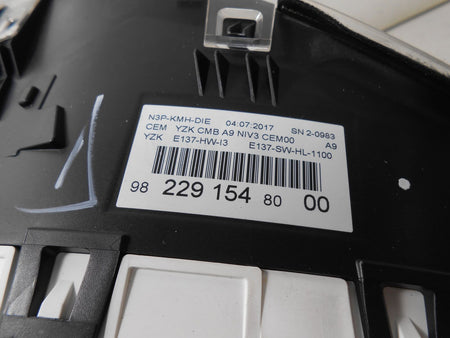 N3P-KMH-DIE 04:07:2017 SN 2-0983
CEM YZK CMB A9 NIV3 CEM00 A9
YZK E137-HW-I3 E137-SW-HL-1100
98 229 154 80 00
1